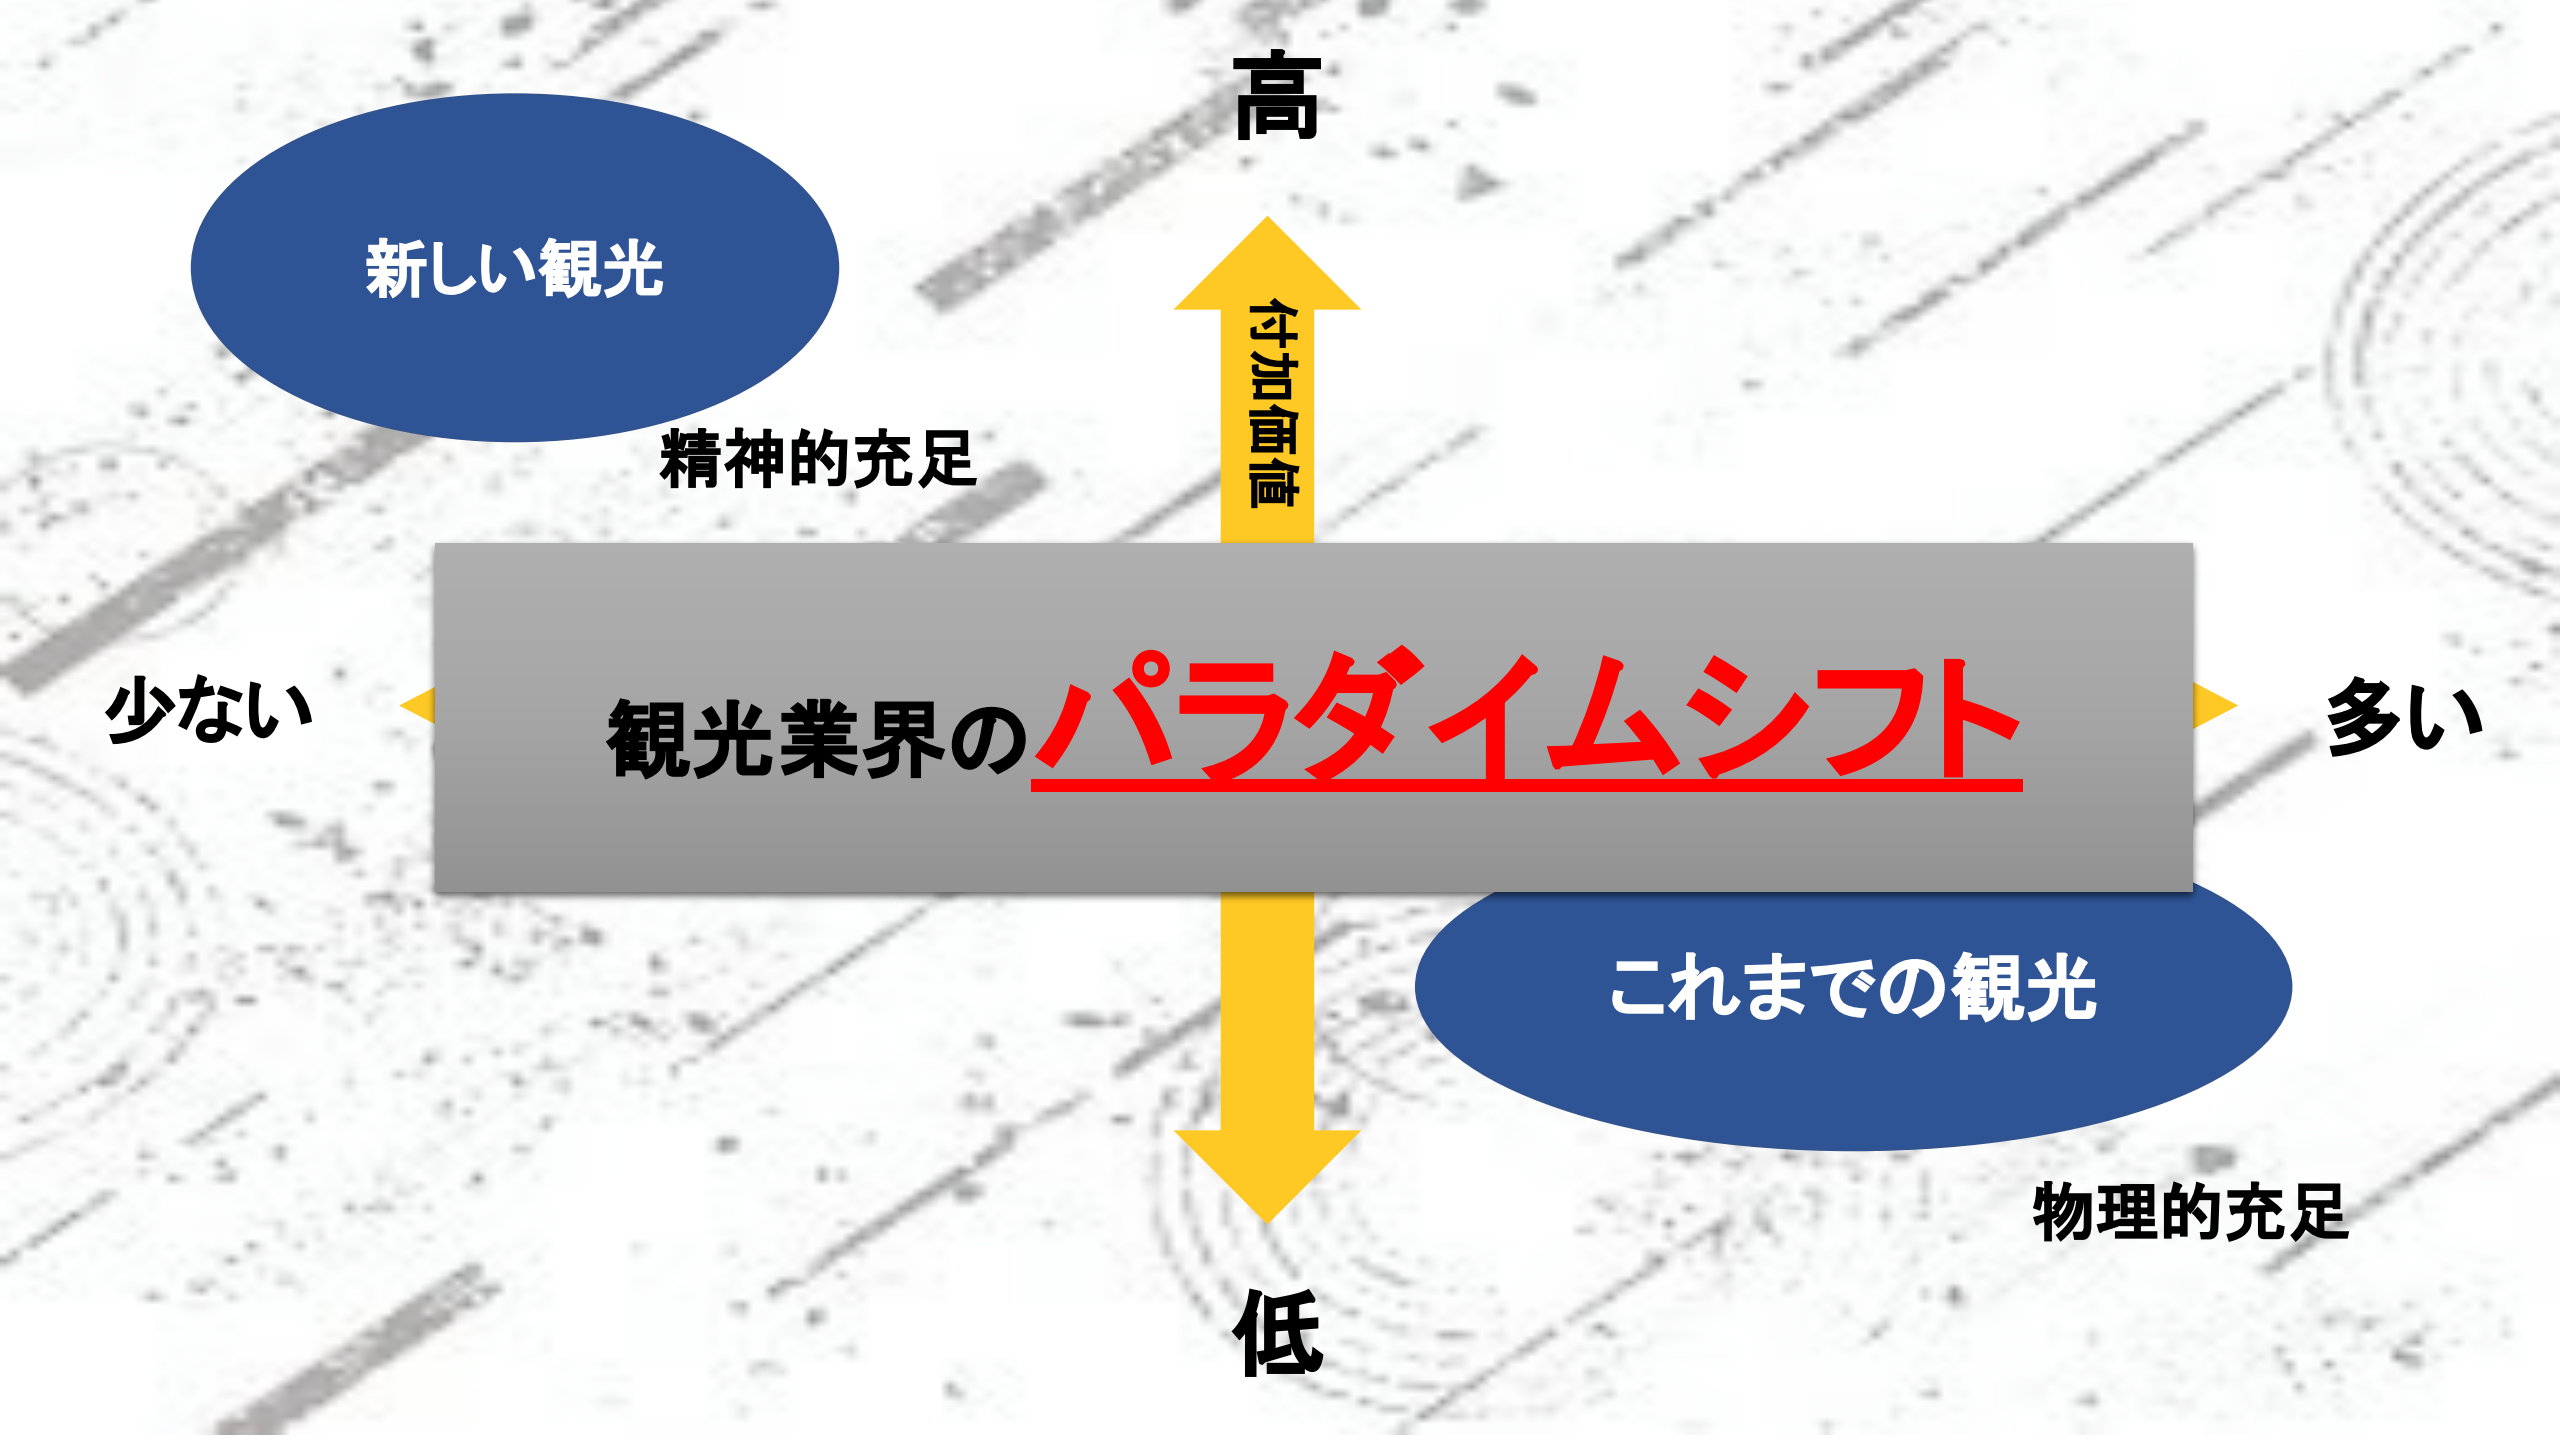 高
新しい観光
付加価値
精神的充足
少ない
観光業界のパラダイムシフト
多い
これまでの観光
物理的充足
低